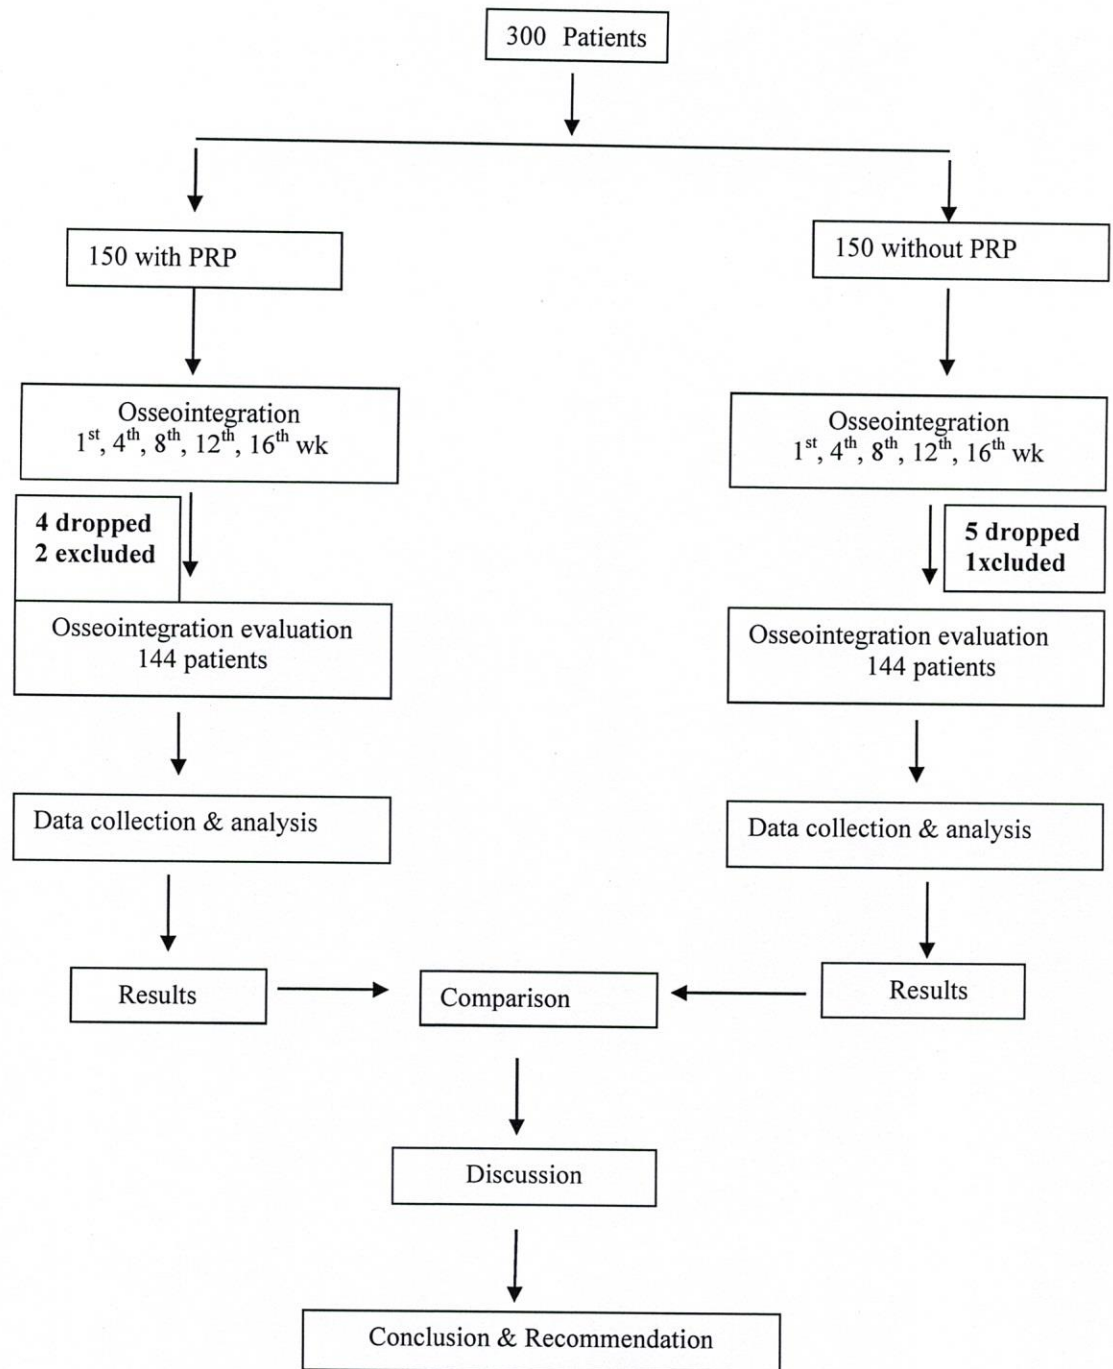 300 Patients
150 with PRP
150 without PRP
Osseointegration
1st, 4th, 8th, 12th, 16th wk
Osseointegration
1st, 4th, 8th, 12th, 16th wk
4 dropped
2 excluded
5 dropped
1xcluded
Osseointegration evaluation
144 patients
Osseointegration evaluation
144 patients
Data collection & analysis
Data collection & analysis
Results
Comparison
Results
Discussion
Conclusion & Recommendation